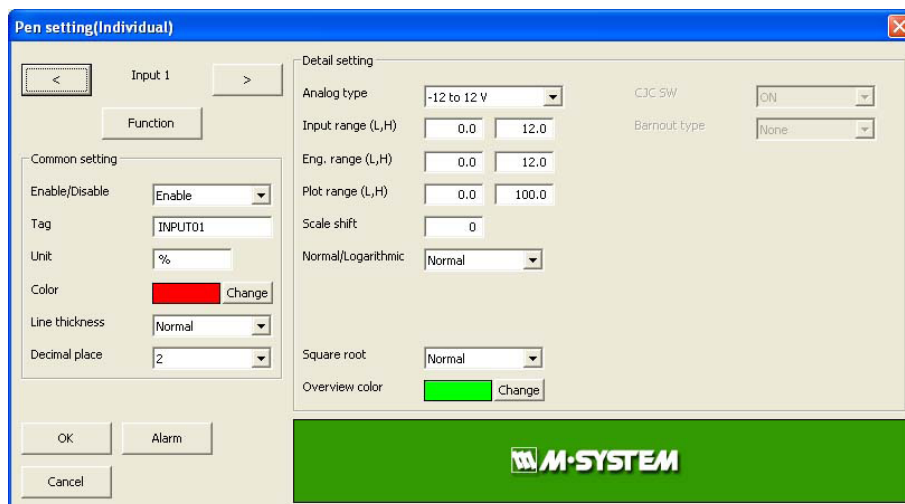 Pen setting(Individual)
< Input 1 >
Function
Common setting
Enable/Disable Enable
Tag INPUT01
Unit %
Color Change
Line thickness Normal
Decimal place 2
OK Alarm
Cancel
Detail setting
Analog type -12 to 12 V CJC SW ON
Input range (L,H) 0.0 12.0 Barnout type None
Eng. range (L,H) 0.0 12.0
Plot range (L,H) 0.0 100.0
Scale shift 0
Normal/Logarithmic Normal
Square root Normal
Overview color Change
M-SYSTEM